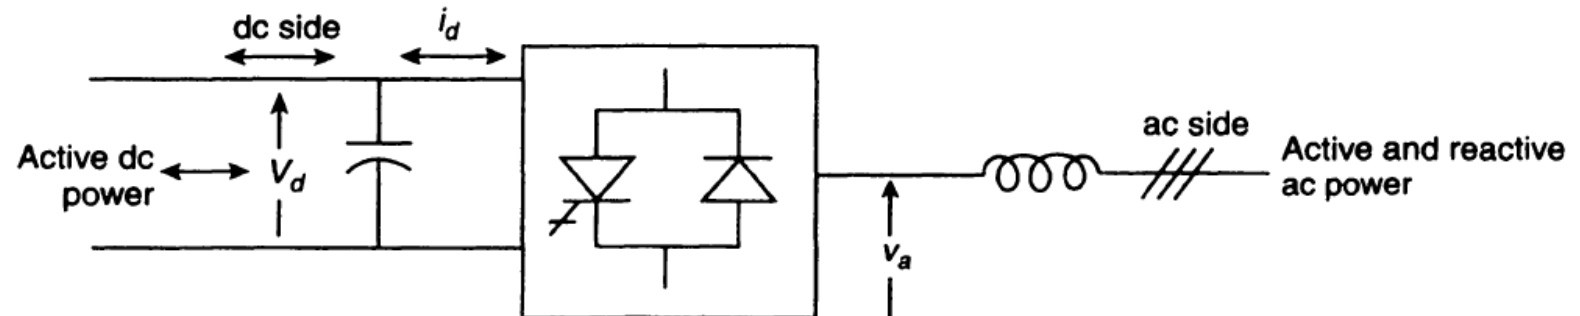 dc side
i_d
Active dc
power
V_d
v_a
ac side
Active and reactive
ac power